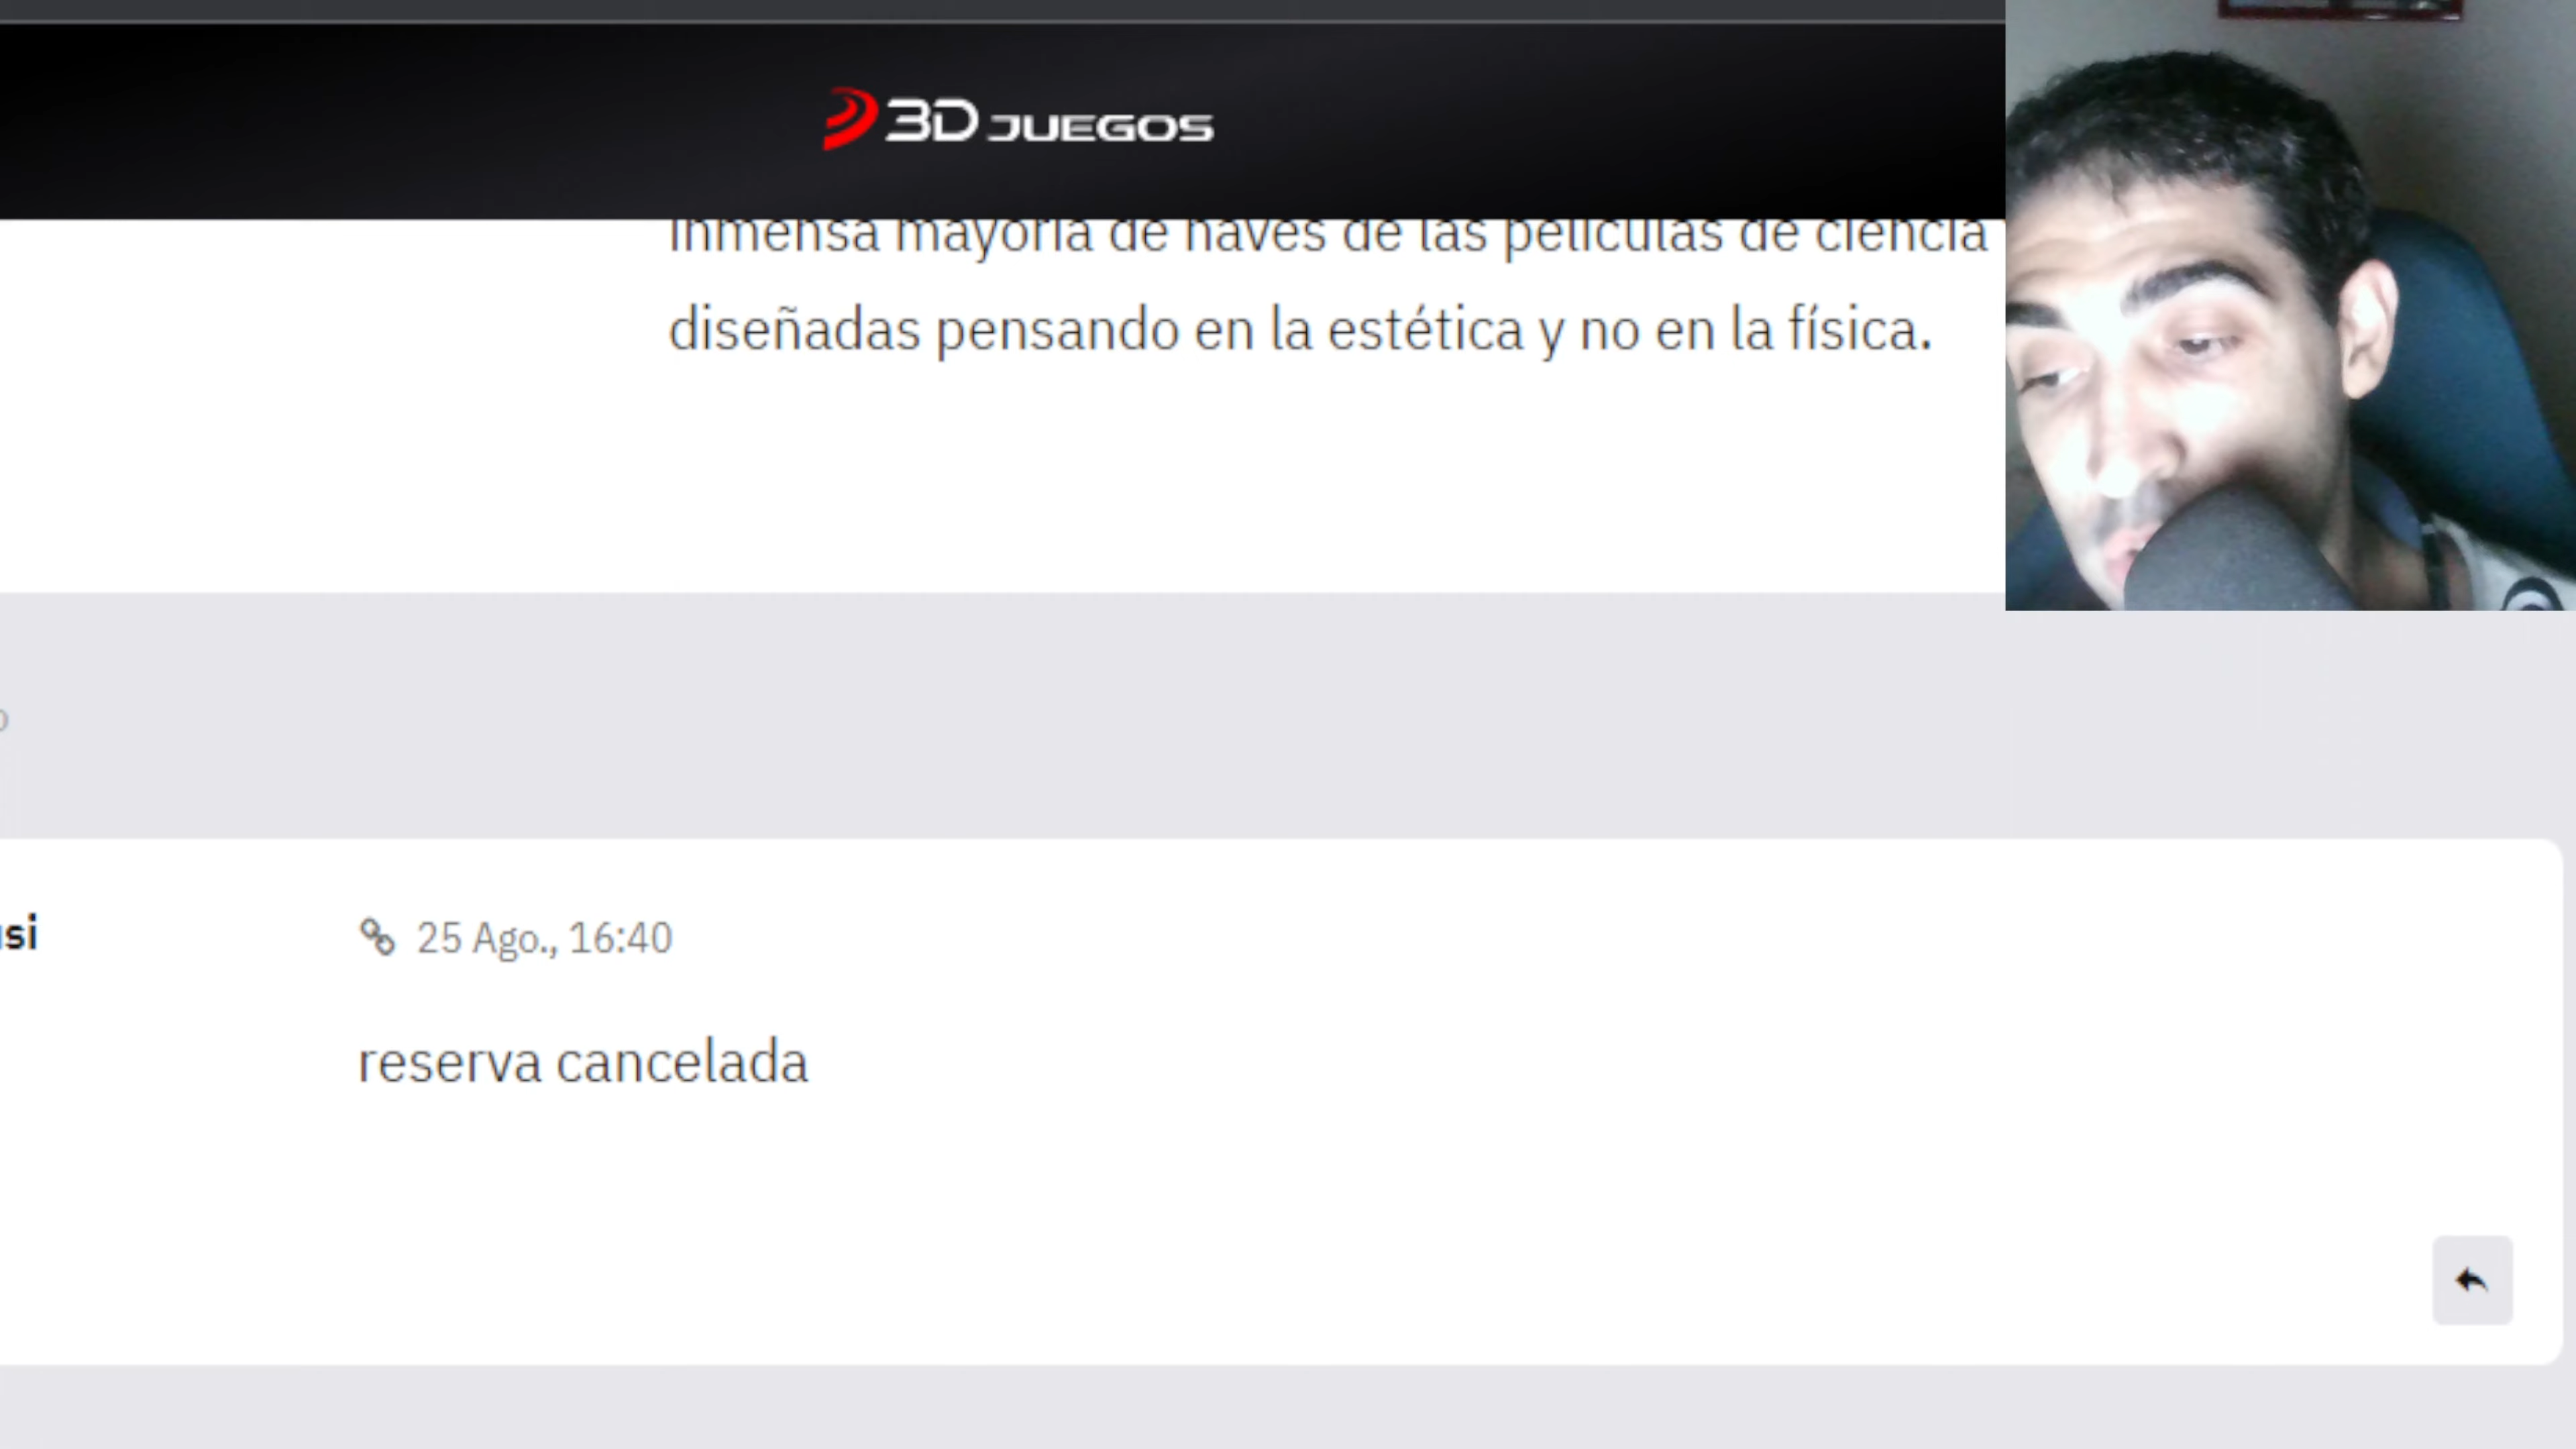 3D JUEGOS
inmensa mayoría de naves de las películas de ciencia
diseñadas pensando en la estética y no en la física.
25 Ago., 16:40
reserva cancelada